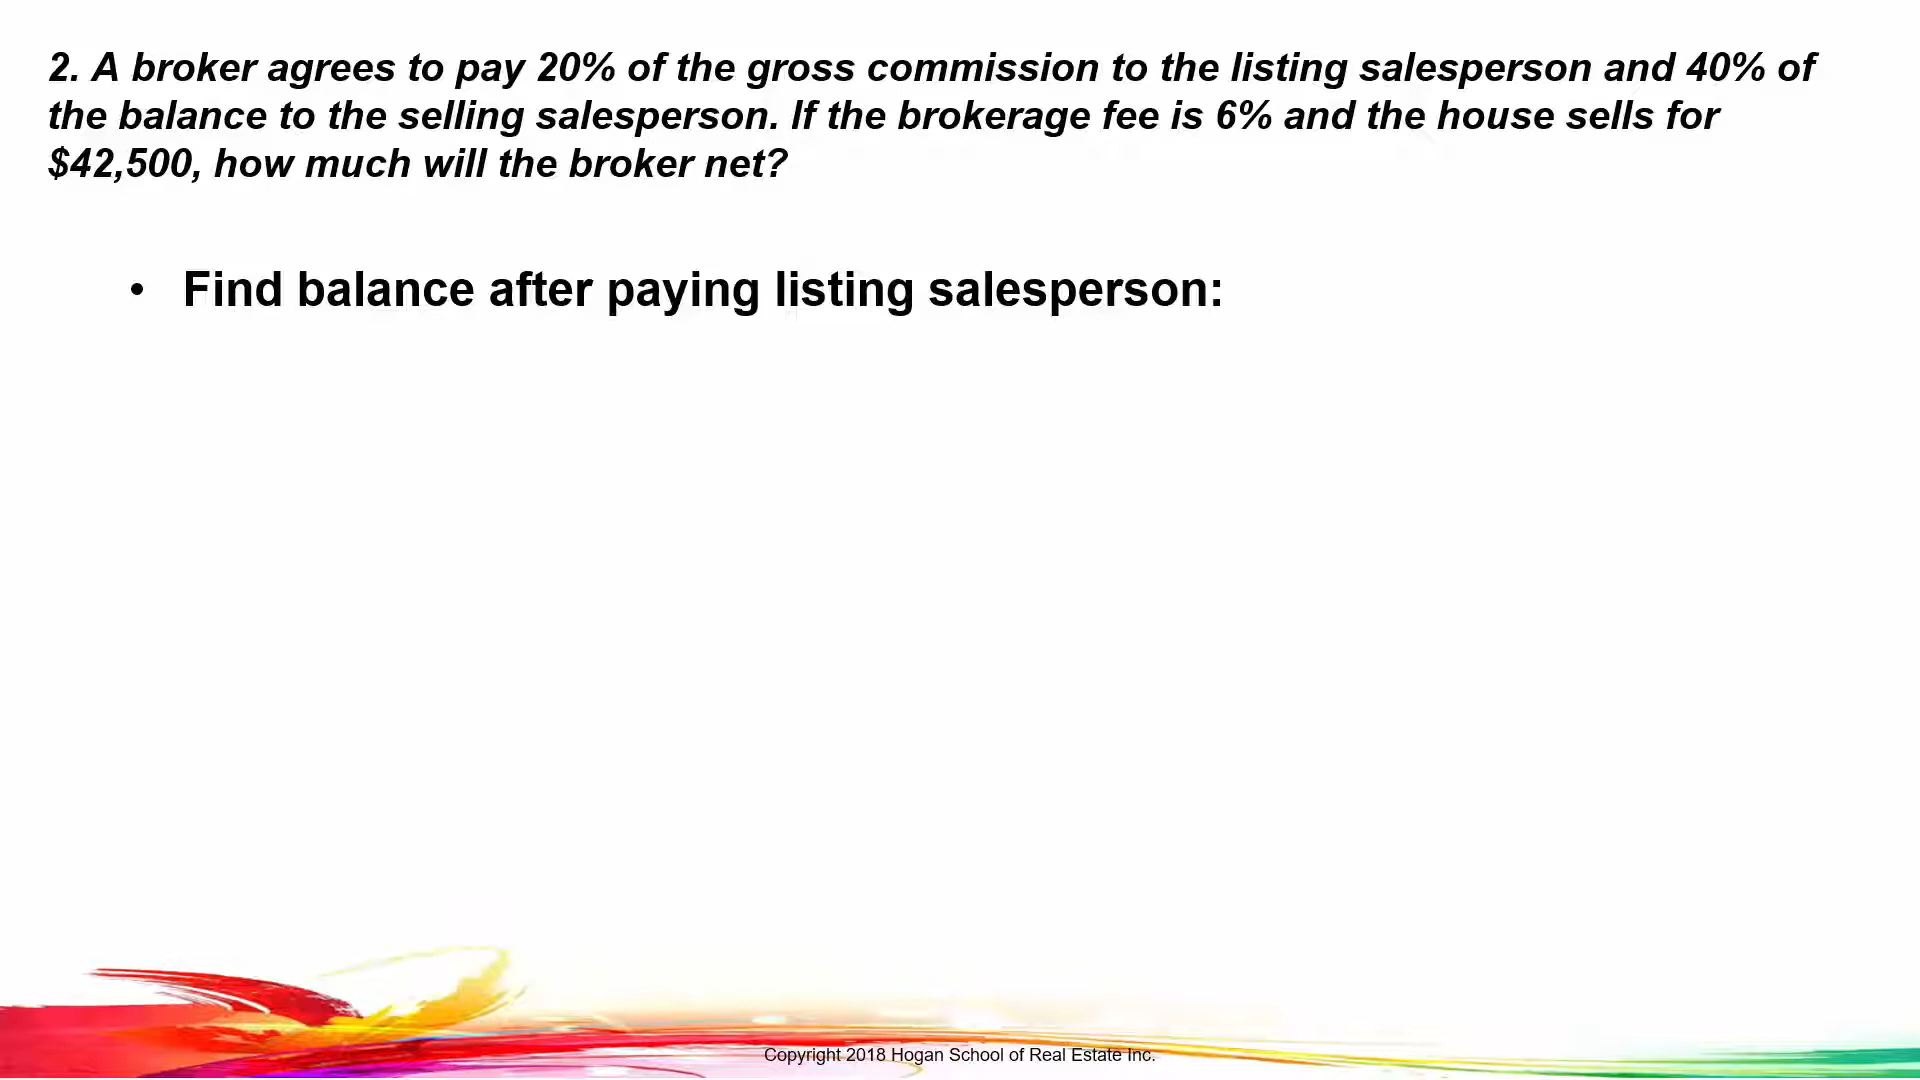 2. A broker agrees to pay 20% of the gross commission to the listing salesperson and 40% of
the balance to the selling salesperson. If the brokerage fee is 6% and the house sells for
$42,500, how much will the broker net?
• Find balance after paying listing salesperson:
Copyright 2018 Hogan School of Real Estate Inc.